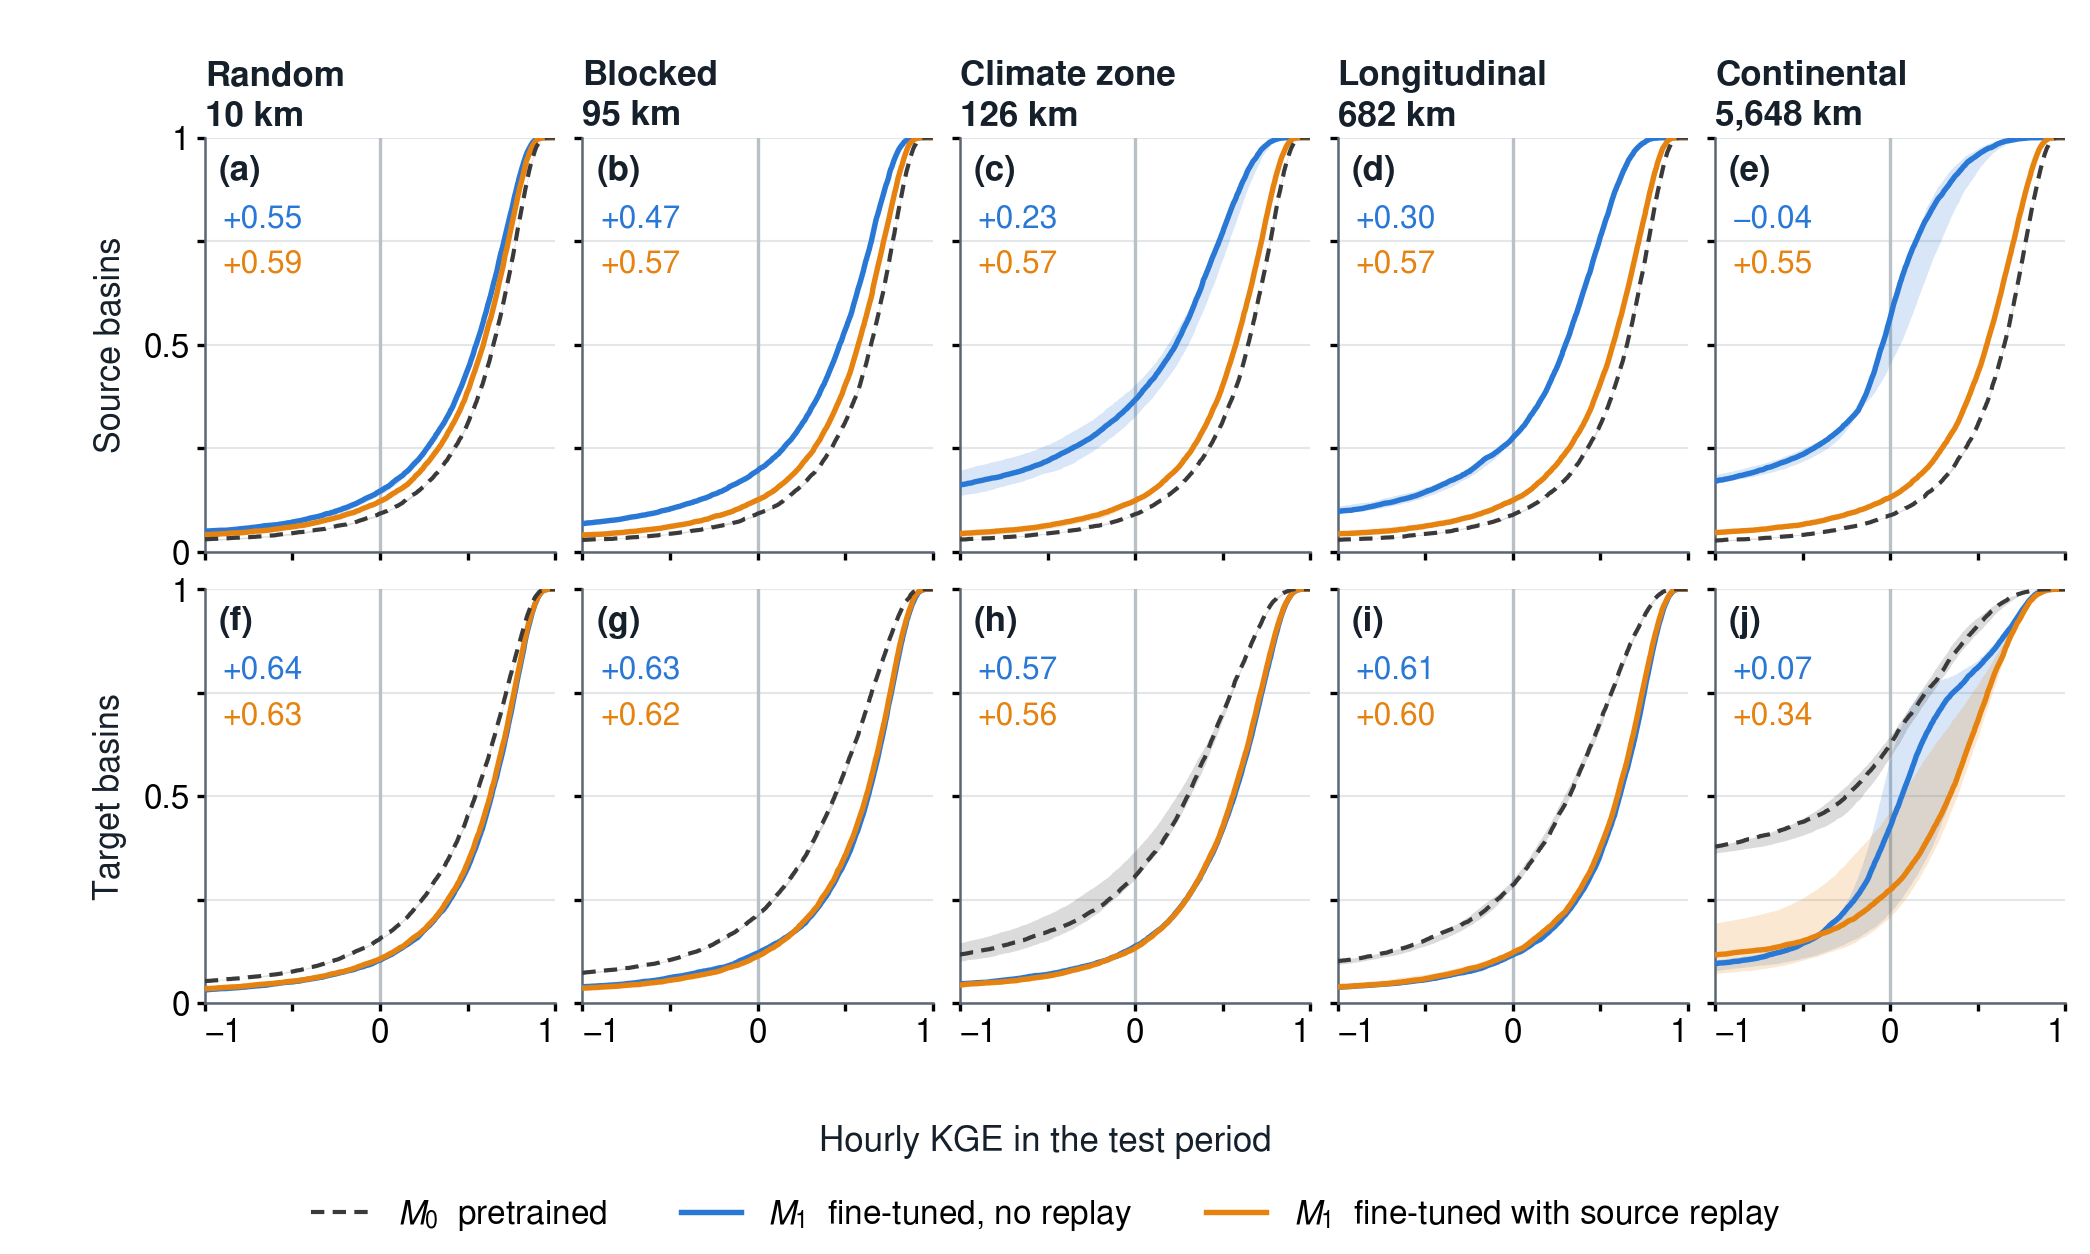 Random
10 km
Blocked
95 km
Climate zone
126 km
Longitudinal
682 km
Continental
5,648 km
Source basins
1
0.5
0
(a)
+0.55
+0.59
(b)
+0.47
+0.57
(c)
+0.23
+0.57
(d)
+0.30
+0.57
(e)
−0.04
+0.55
Target basins
1
0.5
0
(f)
+0.64
+0.63
(g)
+0.63
+0.62
(h)
+0.57
+0.56
(i)
+0.61
+0.60
(j)
+0.07
+0.34
−1 0 1
−1 0 1
−1 0 1
−1 0 1
−1 0 1
Hourly KGE in the test period
M0 pretrained
M1 fine-tuned, no replay
M1 fine-tuned with source replay